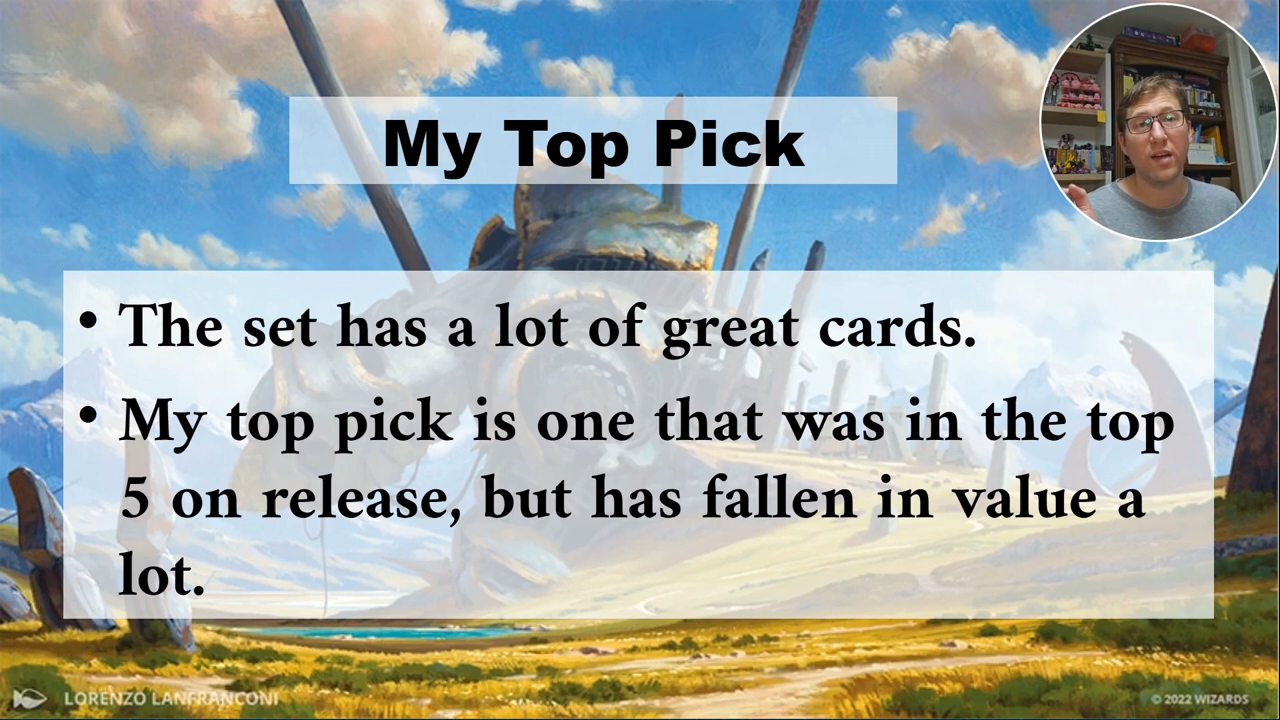 My Top Pick
• The set has a lot of great cards.
• My top pick is one that was in the top
5 on release, but has fallen in value a
lot.
LORENZO LANFRANCONI
© 2022 WIZARDS